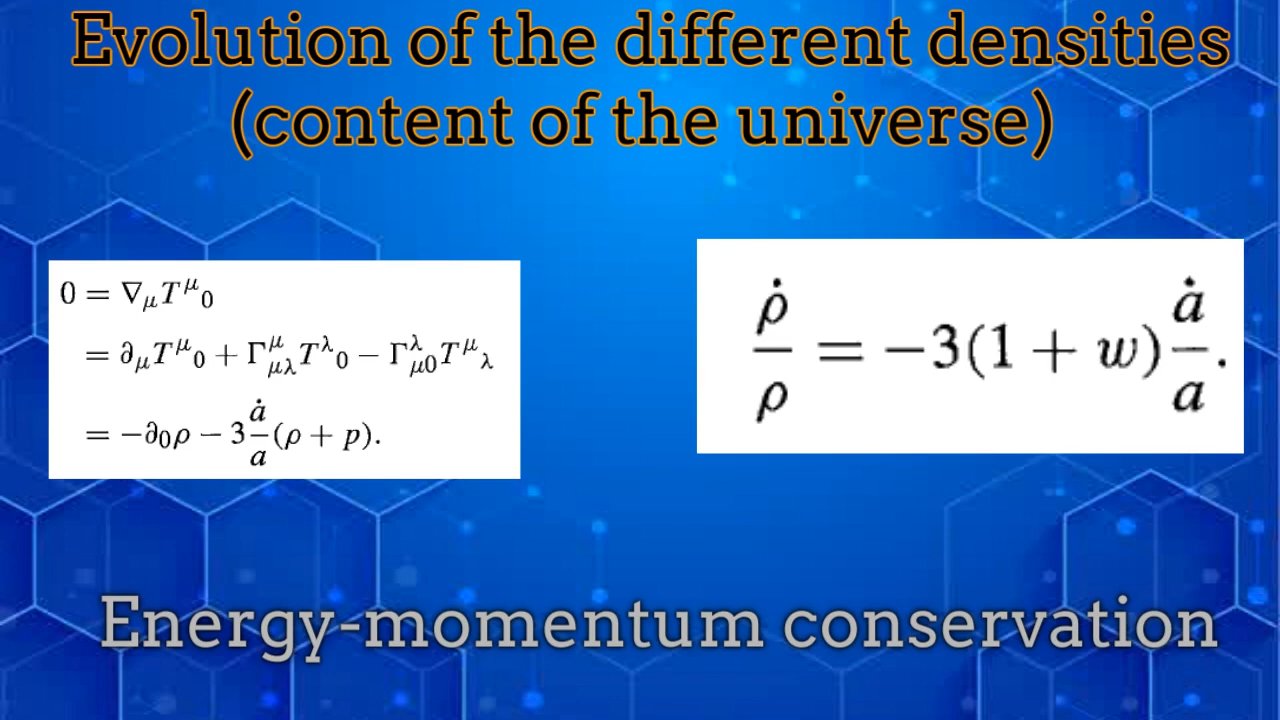 Evolution of the different densities
(content of the universe)
0 = ∇_μ T^μ_0
= ∂_μ T^μ_0 + Γ^μ_{μλ} T^λ_0 − Γ^λ_{μ0} T^μ_λ
= −∂_0 ρ − 3 ȧ/a (ρ + p).
ρ̇/ρ = −3(1 + w) ȧ/a.
Energy-momentum conservation